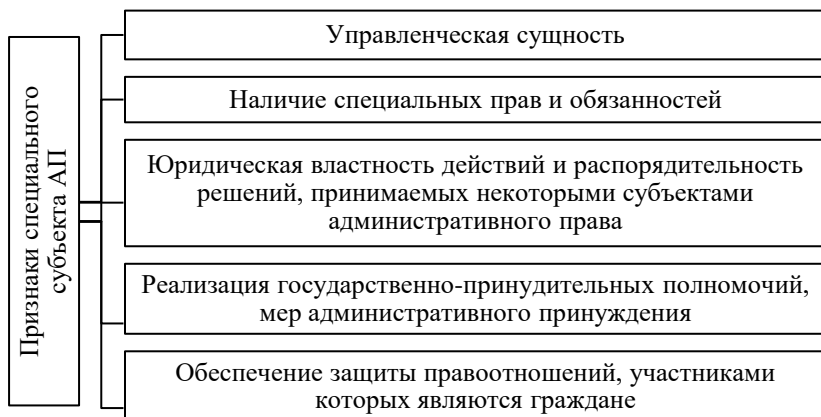 Признаки специального
субъекта АП
Управленческая сущность
Наличие специальных прав и обязанностей
Юридическая властность действий и распорядительность
решений, принимаемых некоторыми субъектами
административного права
Реализация государственно-принудительных полномочий,
мер административного принуждения
Обеспечение защиты правоотношений, участниками
которых являются граждане